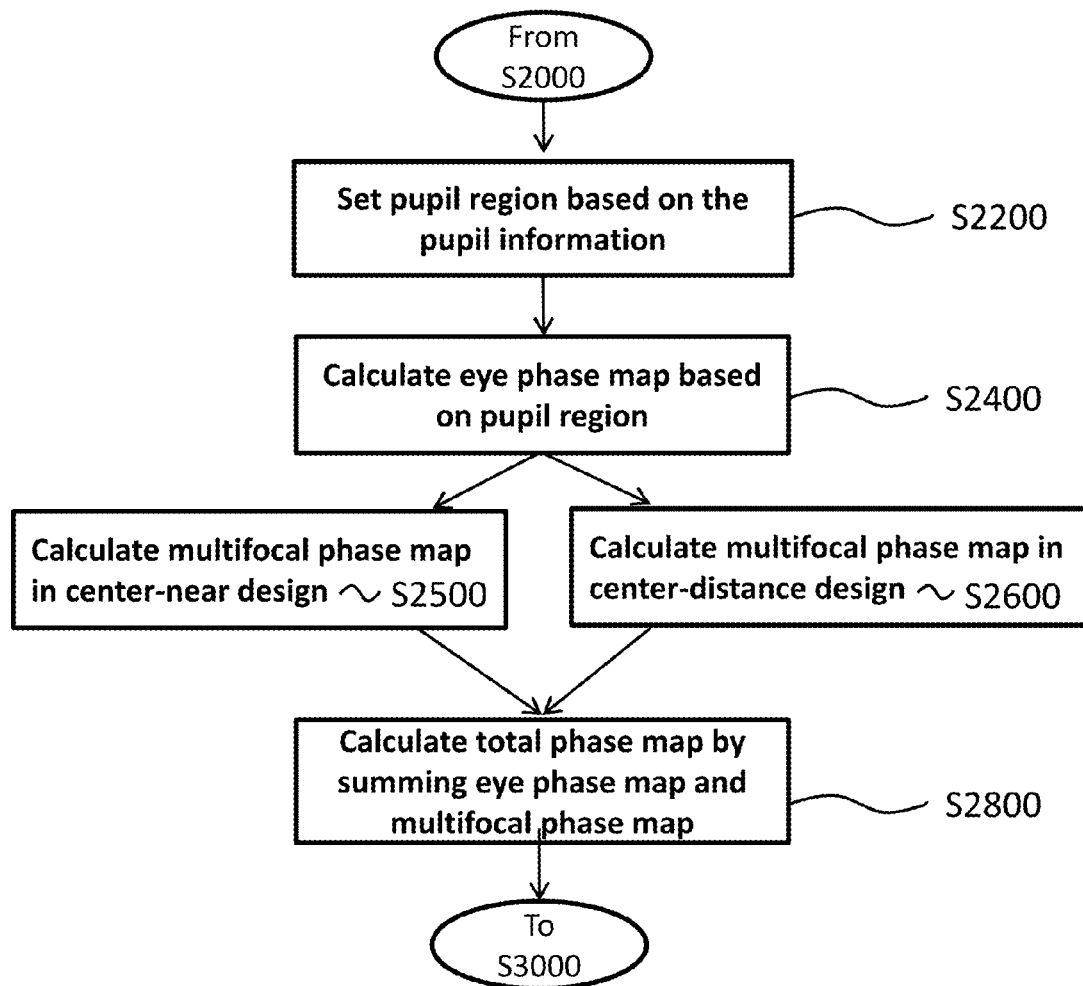 From
S2000
Set pupil region based on the
pupil information
S2200
Calculate eye phase map based
on pupil region
S2400
Calculate multifocal phase map
in center-near design
S2500
Calculate multifocal phase map in
center-distance design
S2600
Calculate total phase map by
summing eye phase map and
multifocal phase map
S2800
To
S3000